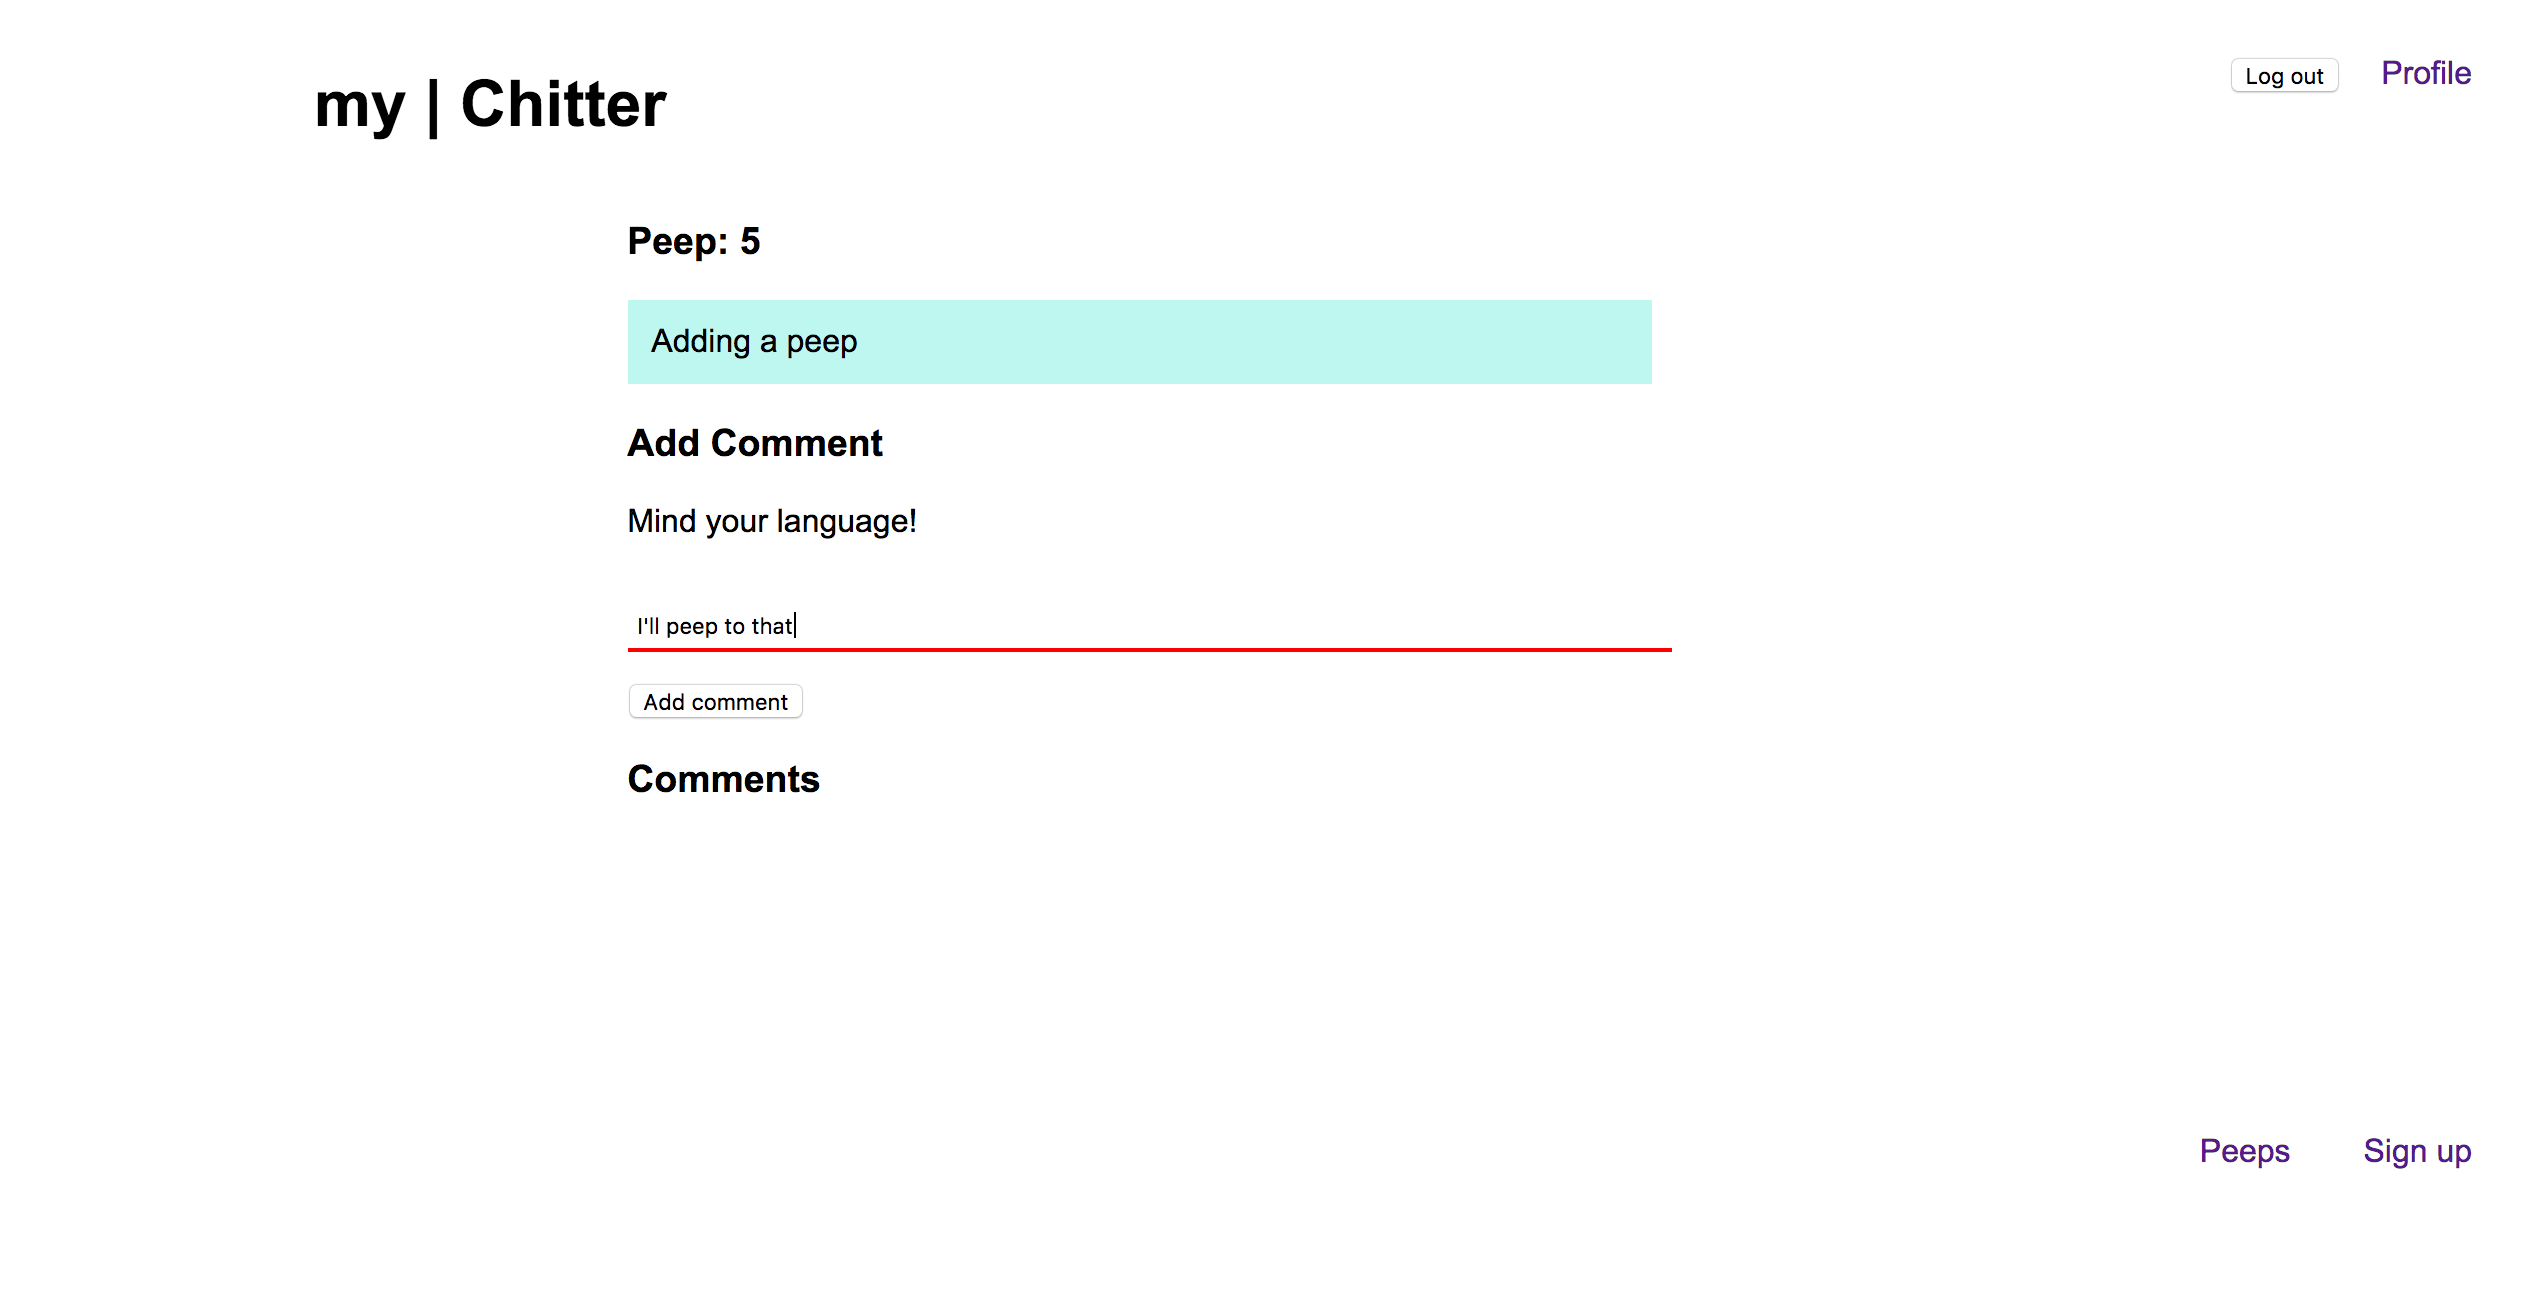 my | Chitter
Log out
Profile
Peep: 5
Adding a peep
Add Comment
Mind your language!
I'll peep to that
Add comment
Comments
Peeps
Sign up